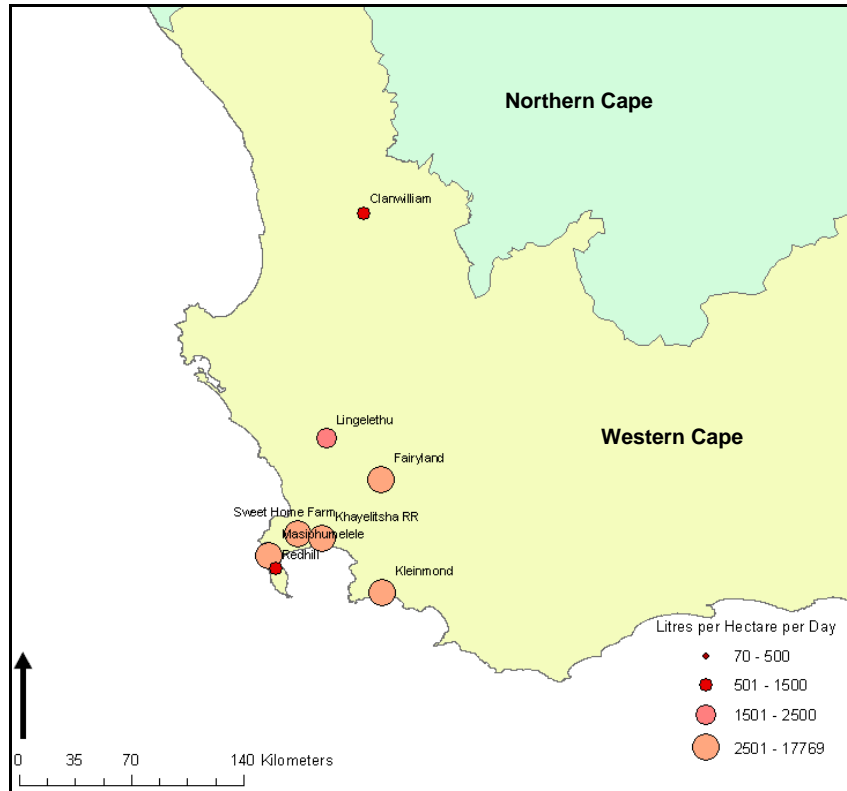 Northern Cape
Clanwilliam
Lingelethu
Western Cape
Fairyland
Sweet Home Farm
Khayelitsha RR
Masiphumelele
Redhill
Kleinmond
Litres per Hectare per Day
70 - 500
501 - 1500
1501 - 2500
2501 - 17769
0 35 70 140 Kilometers